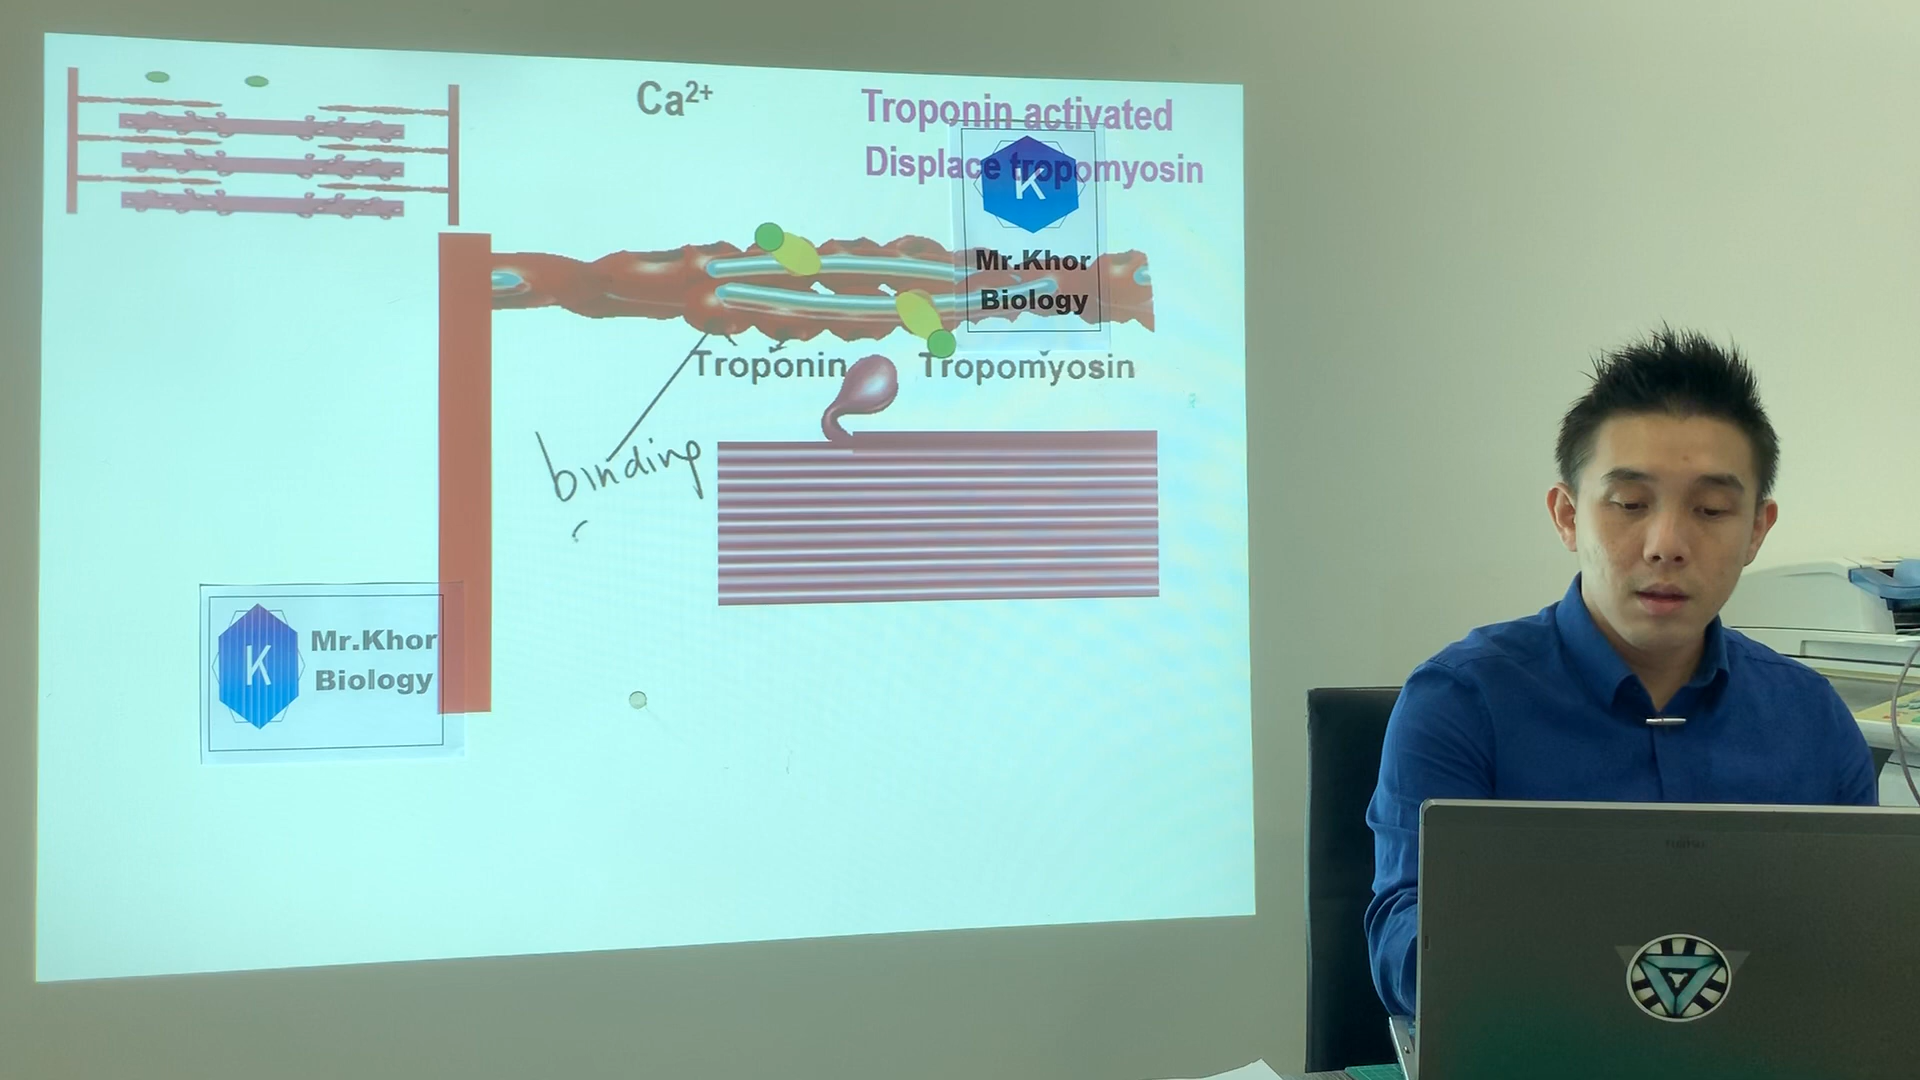 Ca²⁺
Troponin activated
Displace tropomyosin
K
Mr.Khor
Biology
Troponin
Tropomyosin
binding
K
Mr.Khor
Biology